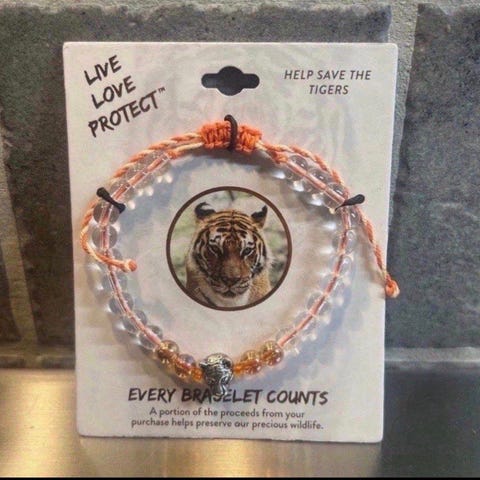 LIVE
LOVE
PROTECT™
HELP SAVE THE
TIGERS
EVERY BRACELET COUNTS
A portion of the proceeds from your
purchase helps preserve our precious wildlife.